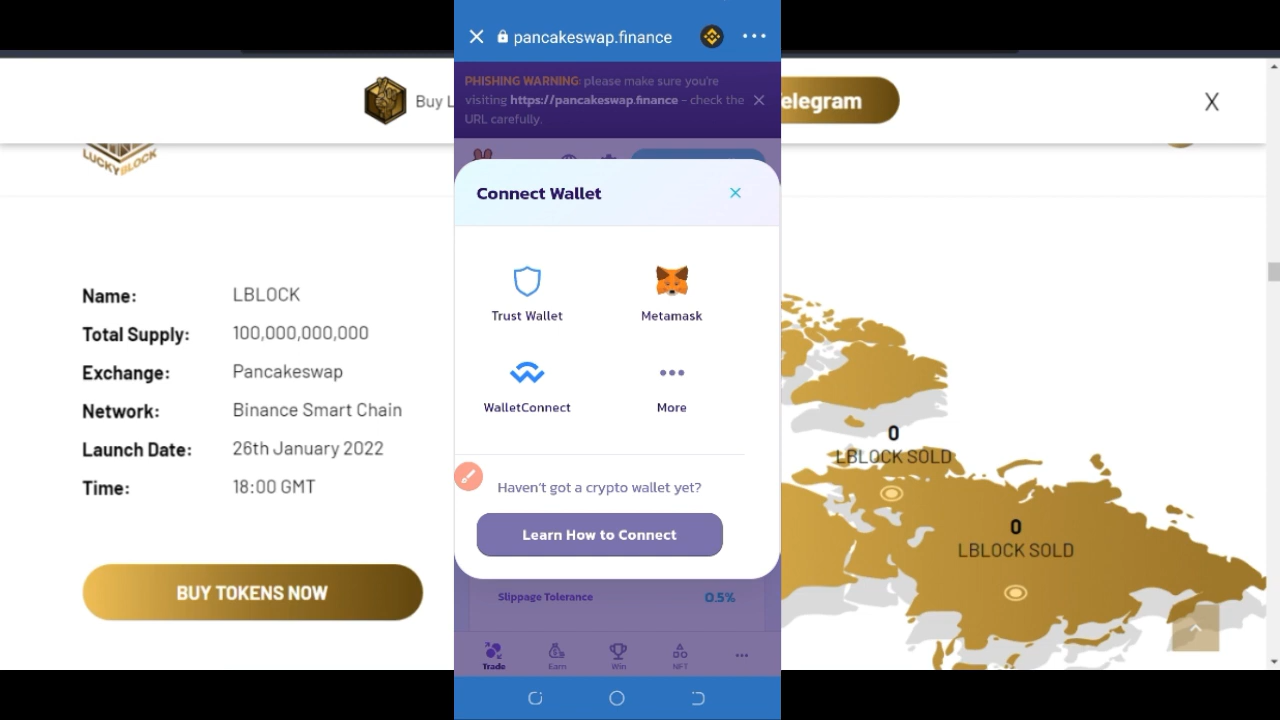 pancakeswap.finance
PHISHING WARNING: please make sure you're
visiting https://pancakeswap.finance - check the
URL carefully.
Buy
elegram
X
LUCKYBLOCK
Connect Wallet
Trust Wallet
Metamask
WalletConnect
More
Haven't got a crypto wallet yet?
Learn How to Connect
Slippage Tolerance
0.5%
Trade
Earn
Win
NFT
Name: LBLOCK
Total Supply: 100,000,000,000
Exchange: Pancakeswap
Network: Binance Smart Chain
Launch Date: 26th January 2022
Time: 18:00 GMT
BUY TOKENS NOW
0
LBLOCK SOLD
0
LBLOCK SOLD